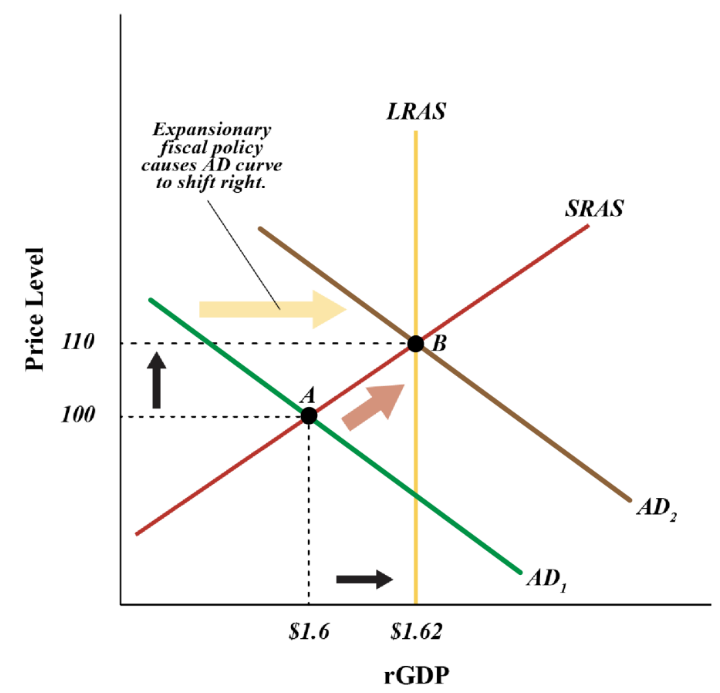 LRAS
Expansionary
fiscal policy
causes AD curve
to shift right.
SRAS
Price Level
110
B
A
100
AD₂
AD₁
$1.6
$1.62
rGDP